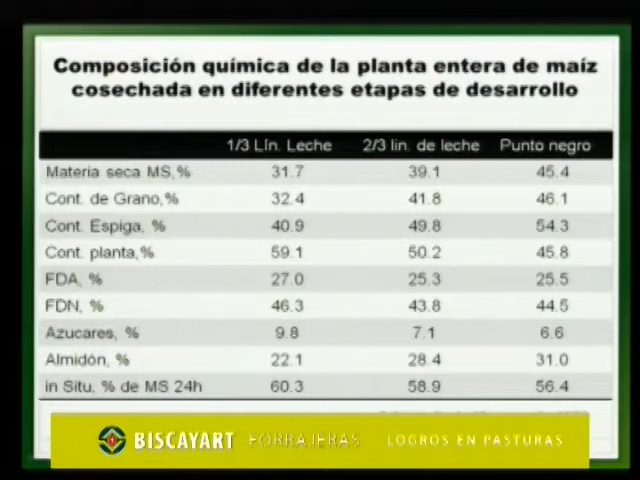 Composición química de la planta entera de maíz
cosechada en diferentes etapas de desarrollo
1/3 Lín. Leche 2/3 lin. de leche Punto negro
Materia seca MS,% 31.7 39.1 45.4
Cont. de Grano,% 32.4 41.8 46.1
Cont. Espiga, % 40.9 49.8 54.3
Cont. planta,% 59.1 50.2 45.8
FDA, % 27.0 25.3 25.5
FDN, % 46.3 43.8 44.5
Azucares, % 9.8 7.1 6.6
Almidón, % 22.1 28.4 31.0
in Situ, % de MS 24h 60.3 58.9 56.4
BISCAYART FORRAJERAS LOGROS EN PASTURAS